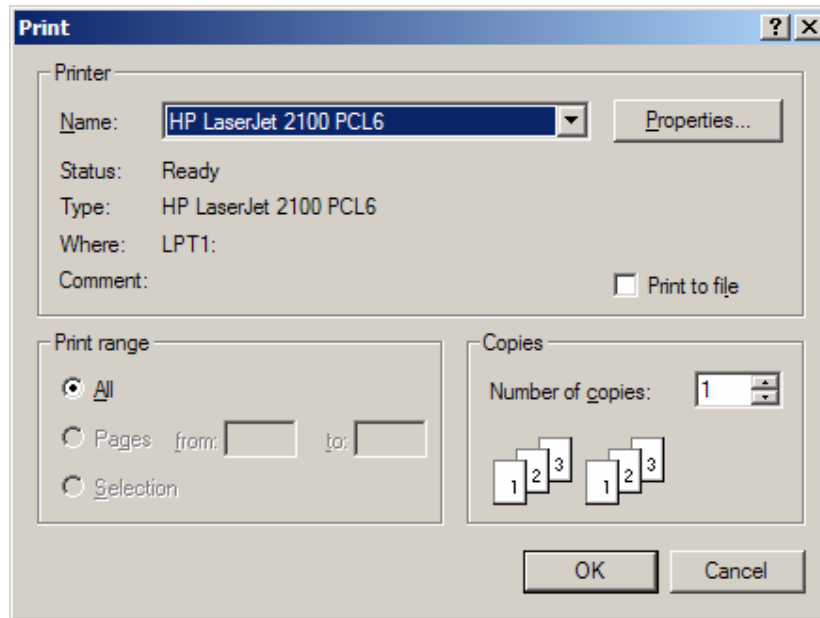 Print
Printer
Name: HP LaserJet 2100 PCL6 Properties...
Status: Ready
Type: HP LaserJet 2100 PCL6
Where: LPT1:
Comment:
Print to file
Print range
All
Pages from: to:
Selection
Copies
Number of copies: 1
1 2 3 1 2 3
OK Cancel